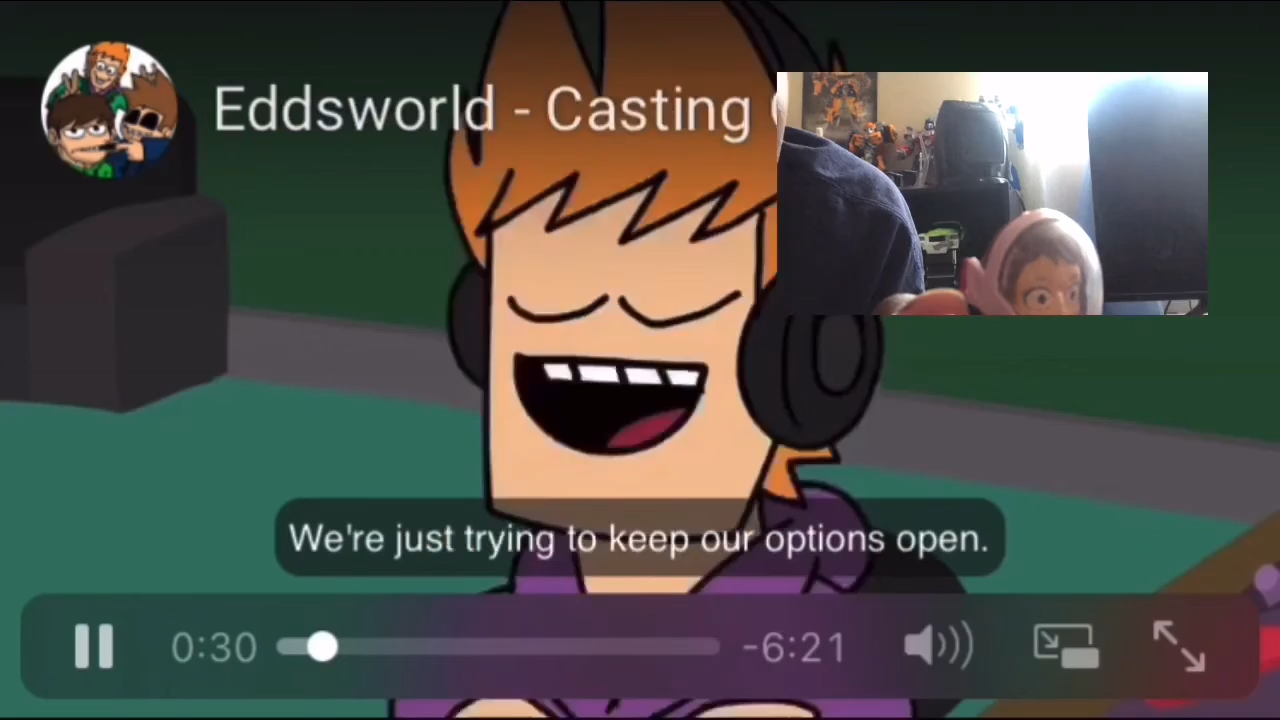 Eddsworld - Casting
We're just trying to keep our options open.
0:30
-6:21